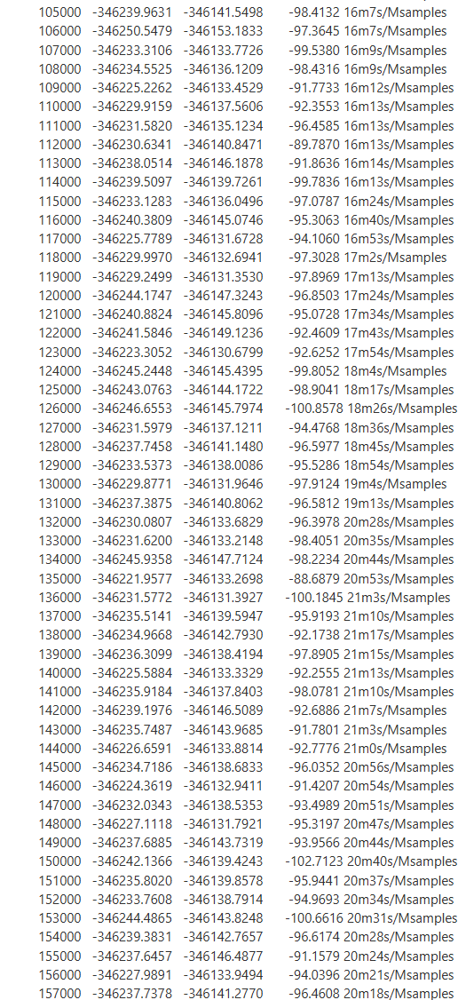 105000 -346239.9631 -346141.5498 -98.4132 16m7s/Msamples
106000 -346250.5479 -346153.1833 -97.3645 16m7s/Msamples
107000 -346233.3106 -346133.7726 -99.5380 16m9s/Msamples
108000 -346234.5525 -346136.1209 -98.4316 16m9s/Msamples
109000 -346225.2262 -346133.4529 -91.7733 16m12s/Msamples
110000 -346229.9159 -346137.5606 -92.3553 16m13s/Msamples
111000 -346231.5820 -346135.1234 -96.4585 16m13s/Msamples
112000 -346230.6341 -346140.8471 -89.7870 16m13s/Msamples
113000 -346238.0514 -346146.1878 -91.8636 16m14s/Msamples
114000 -346239.5097 -346139.7261 -99.7836 16m13s/Msamples
115000 -346233.1283 -346136.0496 -97.0787 16m24s/Msamples
116000 -346240.3809 -346145.0746 -95.3063 16m40s/Msamples
117000 -346225.7789 -346131.6728 -94.1060 16m53s/Msamples
118000 -346229.9970 -346132.6941 -97.3028 17m2s/Msamples
119000 -346229.2499 -346131.3530 -97.8969 17m13s/Msamples
120000 -346244.1747 -346147.3243 -96.8503 17m24s/Msamples
121000 -346240.8824 -346145.8096 -95.0728 17m34s/Msamples
122000 -346241.5846 -346149.1236 -92.4609 17m43s/Msamples
123000 -346223.3052 -346130.6799 -92.6252 17m54s/Msamples
124000 -346245.2448 -346145.4395 -99.8052 18m4s/Msamples
125000 -346243.0763 -346144.1722 -98.9041 18m17s/Msamples
126000 -346246.6553 -346145.7974 -100.8578 18m26s/Msamples
127000 -346231.5979 -346137.1211 -94.4768 18m36s/Msamples
128000 -346237.7458 -346141.1480 -96.5977 18m45s/Msamples
129000 -346233.5373 -346138.0086 -95.5286 18m54s/Msamples
130000 -346229.8771 -346131.9646 -97.9124 19m4s/Msamples
131000 -346237.3875 -346140.8062 -96.5812 19m13s/Msamples
132000 -346230.0807 -346133.6829 -96.3978 20m28s/Msamples
133000 -346231.6200 -346133.2148 -98.4051 20m35s/Msamples
134000 -346245.9358 -346147.7124 -98.2234 20m44s/Msamples
135000 -346221.9577 -346133.2698 -88.6879 20m53s/Msamples
136000 -346231.5772 -346131.3927 -100.1845 21m3s/Msamples
137000 -346235.5141 -346139.5947 -95.9193 21m10s/Msamples
138000 -346234.9668 -346142.7930 -92.1738 21m17s/Msamples
139000 -346236.3099 -346138.4194 -97.8905 21m15s/Msamples
140000 -346225.5884 -346133.3329 -92.2555 21m13s/Msamples
141000 -346235.9184 -346137.8403 -98.0781 21m10s/Msamples
142000 -346239.1976 -346146.5089 -92.6886 21m7s/Msamples
143000 -346235.7487 -346143.9685 -91.7801 21m3s/Msamples
144000 -346226.6591 -346133.8814 -92.7776 21m0s/Msamples
145000 -346234.7186 -346138.6833 -96.0352 20m56s/Msamples
146000 -346224.3619 -346132.9411 -91.4207 20m54s/Msamples
147000 -346232.0343 -346138.5353 -93.4989 20m51s/Msamples
148000 -346227.1118 -346131.7921 -95.3197 20m47s/Msamples
149000 -346237.6885 -346143.7319 -93.9566 20m44s/Msamples
150000 -346242.1366 -346139.4243 -102.7123 20m40s/Msamples
151000 -346235.8020 -346139.8578 -95.9441 20m37s/Msamples
152000 -346233.7608 -346138.7914 -94.9693 20m34s/Msamples
153000 -346244.4865 -346143.8248 -100.6616 20m31s/Msamples
154000 -346239.3831 -346142.7657 -96.6174 20m28s/Msamples
155000 -346237.6457 -346146.4877 -91.1579 20m24s/Msamples
156000 -346227.9891 -346133.9494 -94.0396 20m21s/Msamples
157000 -346237.7378 -346141.2770 -96.4608 20m18s/Msamples